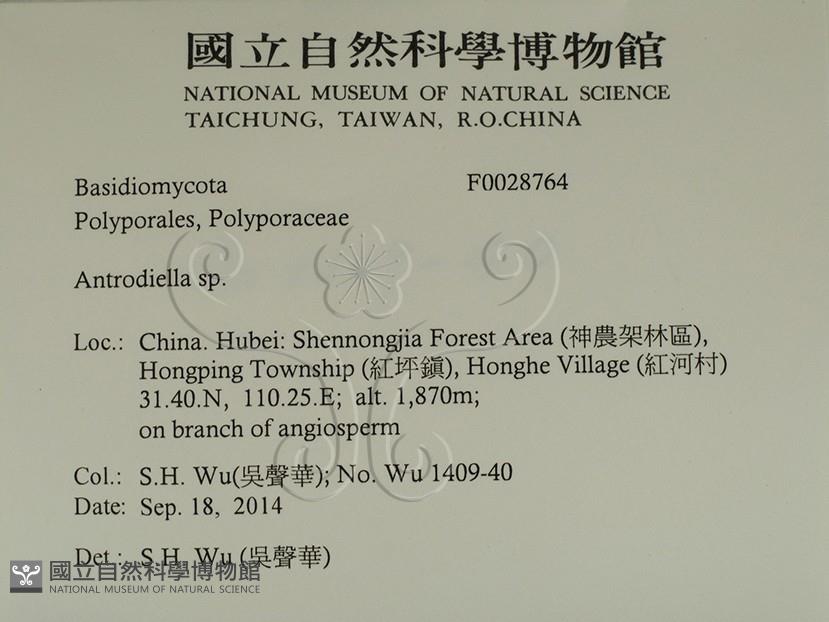 國立自然科學博物館
NATIONAL MUSEUM OF NATURAL SCIENCE
TAICHUNG, TAIWAN, R.O.CHINA
Basidiomycota F0028764
Polyporales, Polyporaceae
Antrodiella sp.
Loc.: China. Hubei: Shennongjia Forest Area (神農架林區),
Hongping Township (紅坪鎭), Honghe Village (紅河村)
31.40.N, 110.25.E; alt. 1,870m;
on branch of angiosperm
Col.: S.H. Wu(吳聲華); No. Wu 1409-40
Date: Sep. 18, 2014
Det.: S.H. Wu (吳聲華)
國立自然科學博物館
NATIONAL MUSEUM OF NATURAL SCIENCE